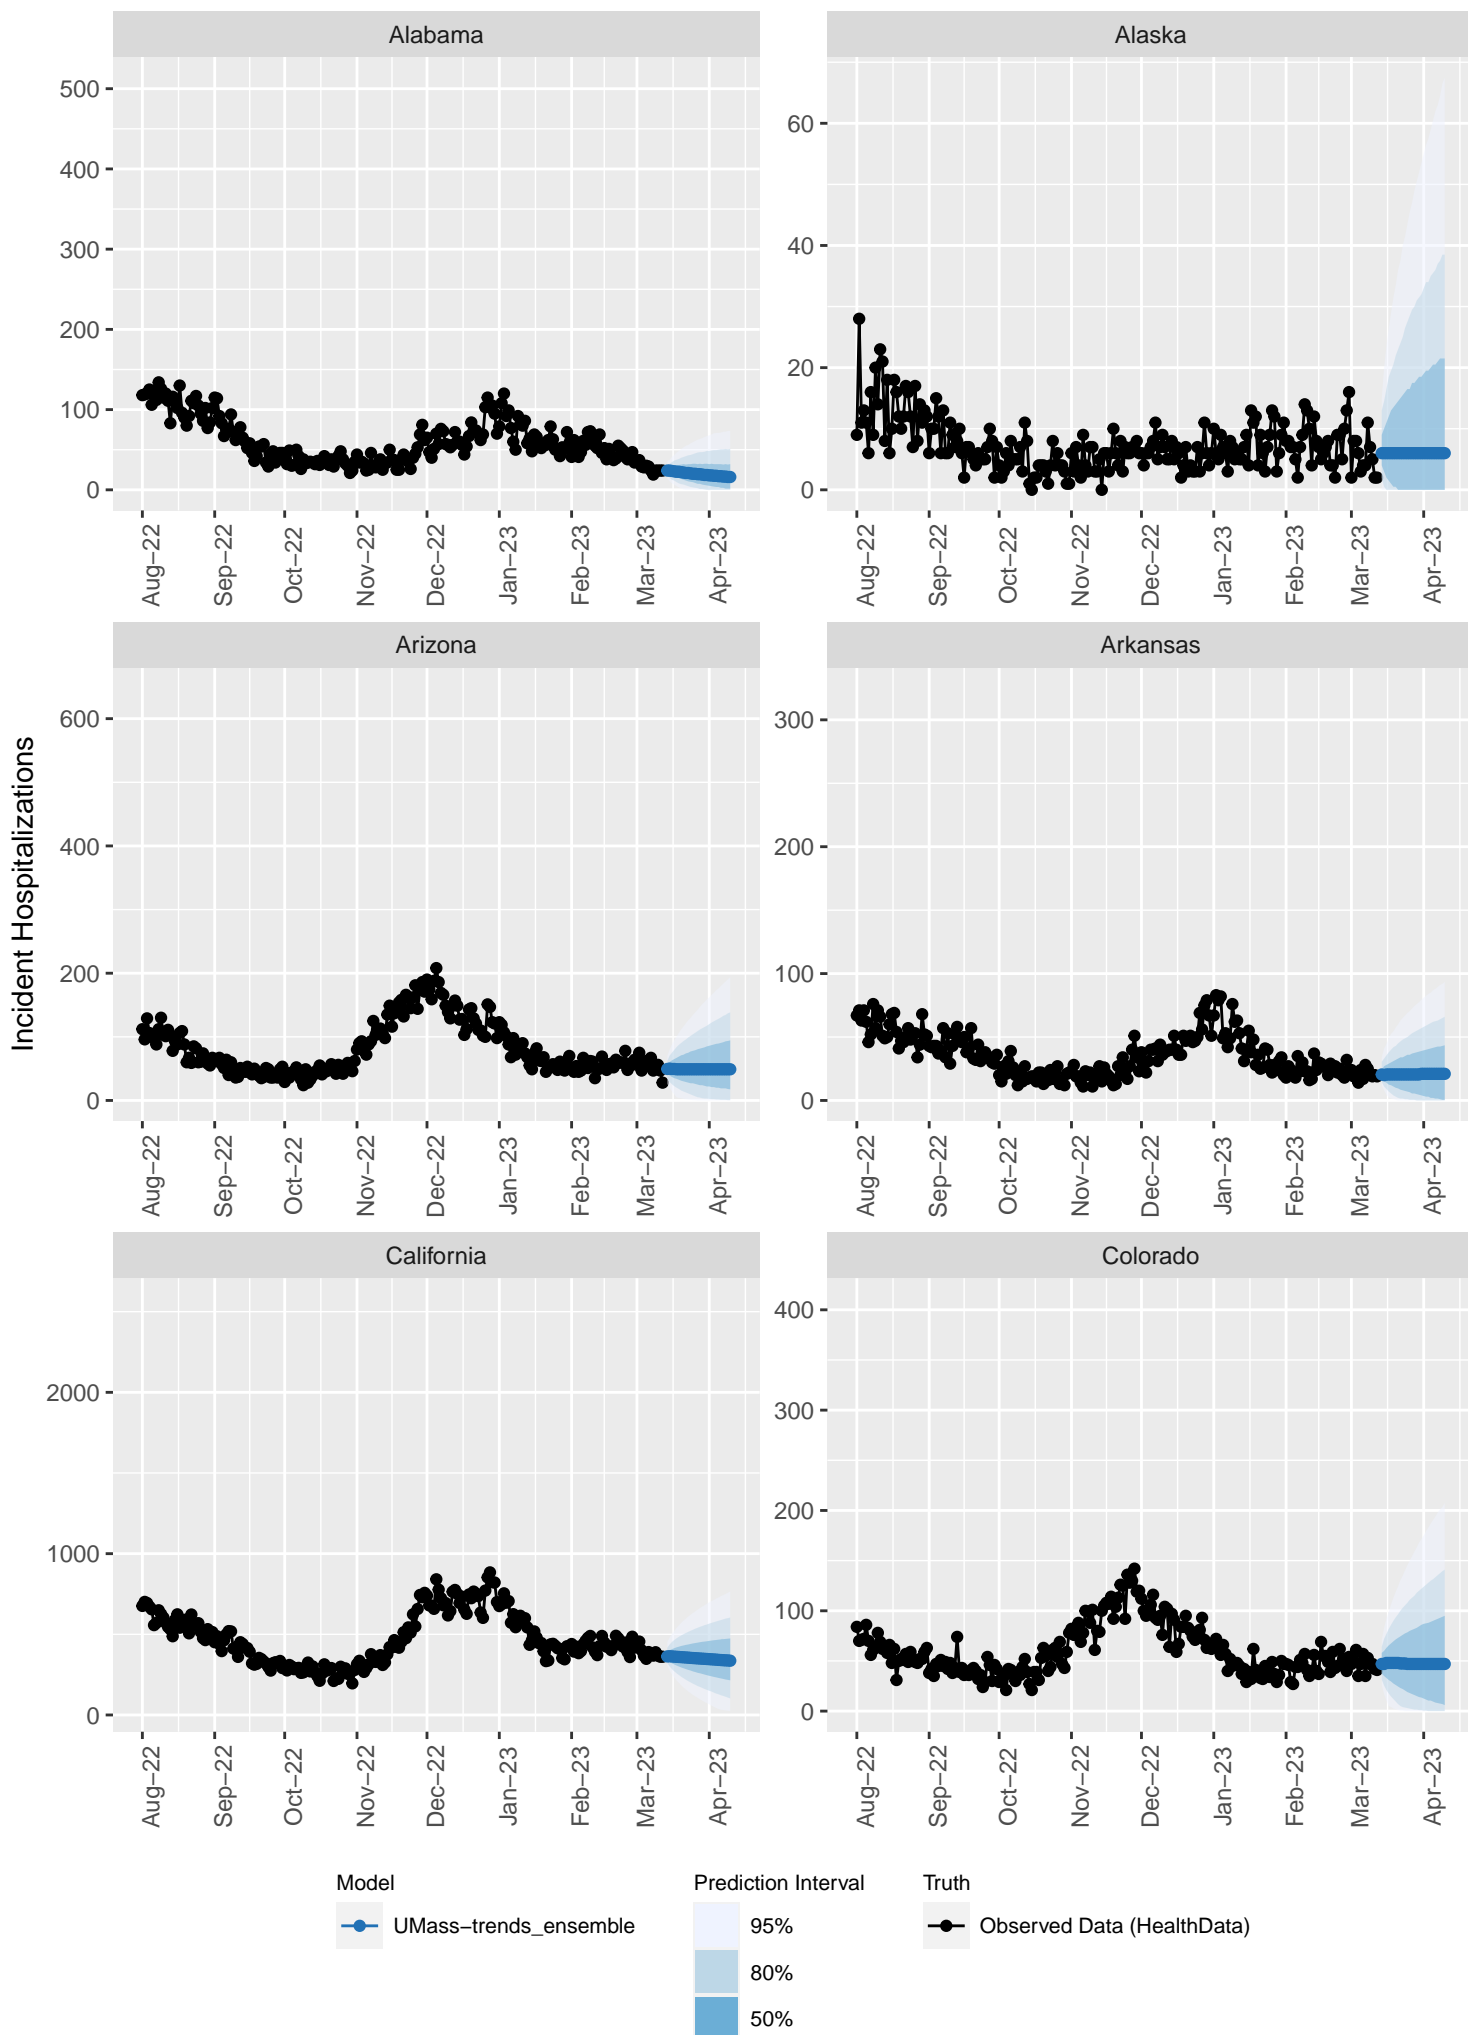 Alabama
Alaska
500
400
300
200
100
0
60
40
20
0
Aug−22
Sep−22
Oct−22
Nov−22
Dec−22
Jan−23
Feb−23
Mar−23
Apr−23
Aug−22
Sep−22
Oct−22
Nov−22
Dec−22
Jan−23
Feb−23
Mar−23
Apr−23
Incident Hospitalizations
Arizona
Arkansas
600
400
200
0
300
200
100
0
Aug−22
Sep−22
Oct−22
Nov−22
Dec−22
Jan−23
Feb−23
Mar−23
Apr−23
Aug−22
Sep−22
Oct−22
Nov−22
Dec−22
Jan−23
Feb−23
Mar−23
Apr−23
California
Colorado
2000
1000
0
400
300
200
100
0
Aug−22
Sep−22
Oct−22
Nov−22
Dec−22
Jan−23
Feb−23
Mar−23
Apr−23
Aug−22
Sep−22
Oct−22
Nov−22
Dec−22
Jan−23
Feb−23
Mar−23
Apr−23
Model
UMass−trends_ensemble
Prediction Interval
95%
80%
50%
Truth
Observed Data (HealthData)